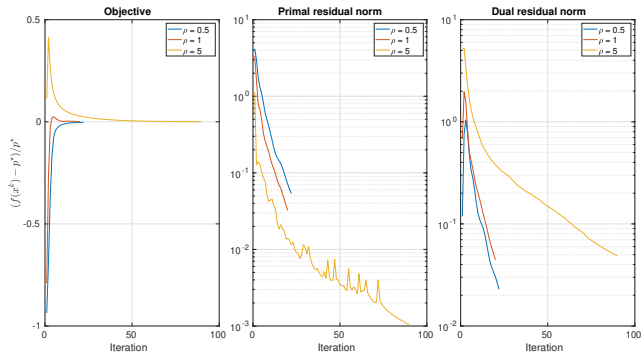 Objective
Primal residual norm
Dual residual norm
(f(x^k) − p*)/p*
0.5
0
-0.5
-1
ρ = 0.5
ρ = 1
ρ = 5
0
50
100
Iteration
10^1
10^0
10^-1
10^-2
10^-3
ρ = 0.5
ρ = 1
ρ = 5
0
50
100
Iteration
10^1
10^0
10^-1
10^-2
ρ = 0.5
ρ = 1
ρ = 5
0
50
100
Iteration